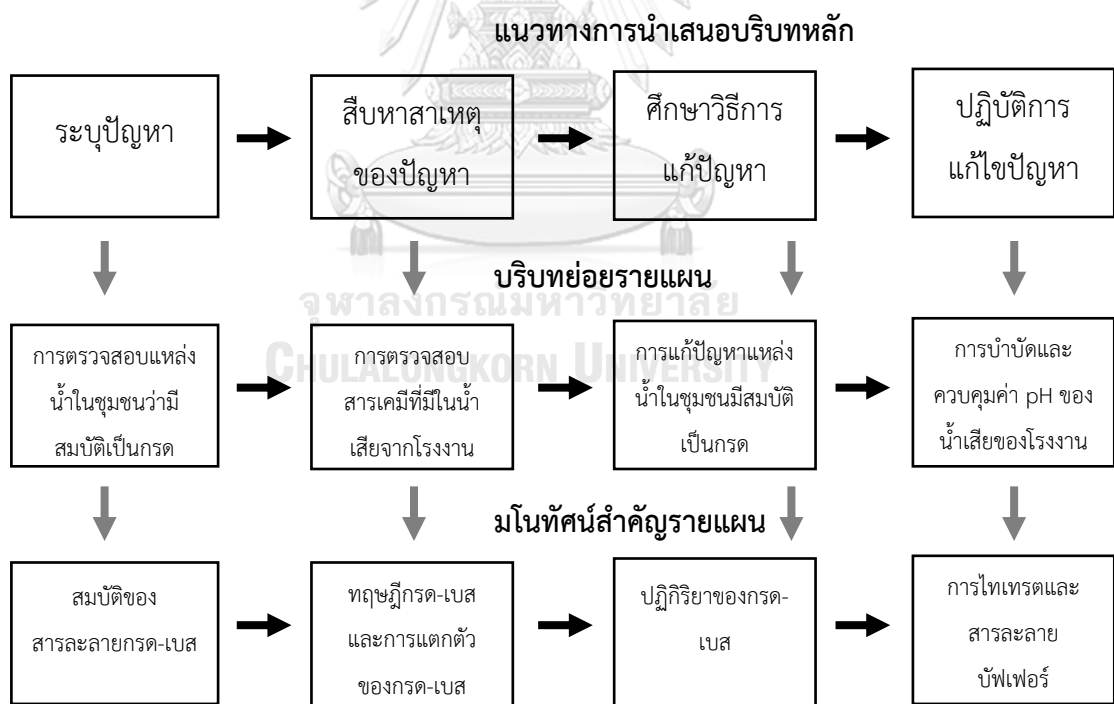 แนวทางการนำเสนอบริบทหลัก
ระบุปัญหา
สืบหาสาเหตุ
ของปัญหา
ศึกษาวิธีการ
แก้ปัญหา
ปฏิบัติการ
แก้ไขปัญหา
บริบทย่อยรายแผน
จุฬาลงกรณ์มหาวิทยาลัย
CHULALONGKORN UNIVERSITY
การตรวจสอบแหล่ง
น้ำในชุมชนว่ามี
สมบัติเป็นกรด
การตรวจสอบ
สารเคมีที่มีในน้ำ
เสียจากโรงงาน
การแก้ปัญหาแหล่ง
น้ำในชุมชนมีสมบัติ
เป็นกรด
การบำบัดและ
ควบคุมค่า pH ของ
น้ำเสียของโรงงาน
มโนทัศน์สำคัญรายแผน
สมบัติของ
สารละลายกรด-เบส
ทฤษฎีกรด-เบส
และการแตกตัว
ของกรด-เบส
ปฏิกิริยาของกรด-
เบส
การไทเทรตและ
สารละลาย
บัฟเฟอร์